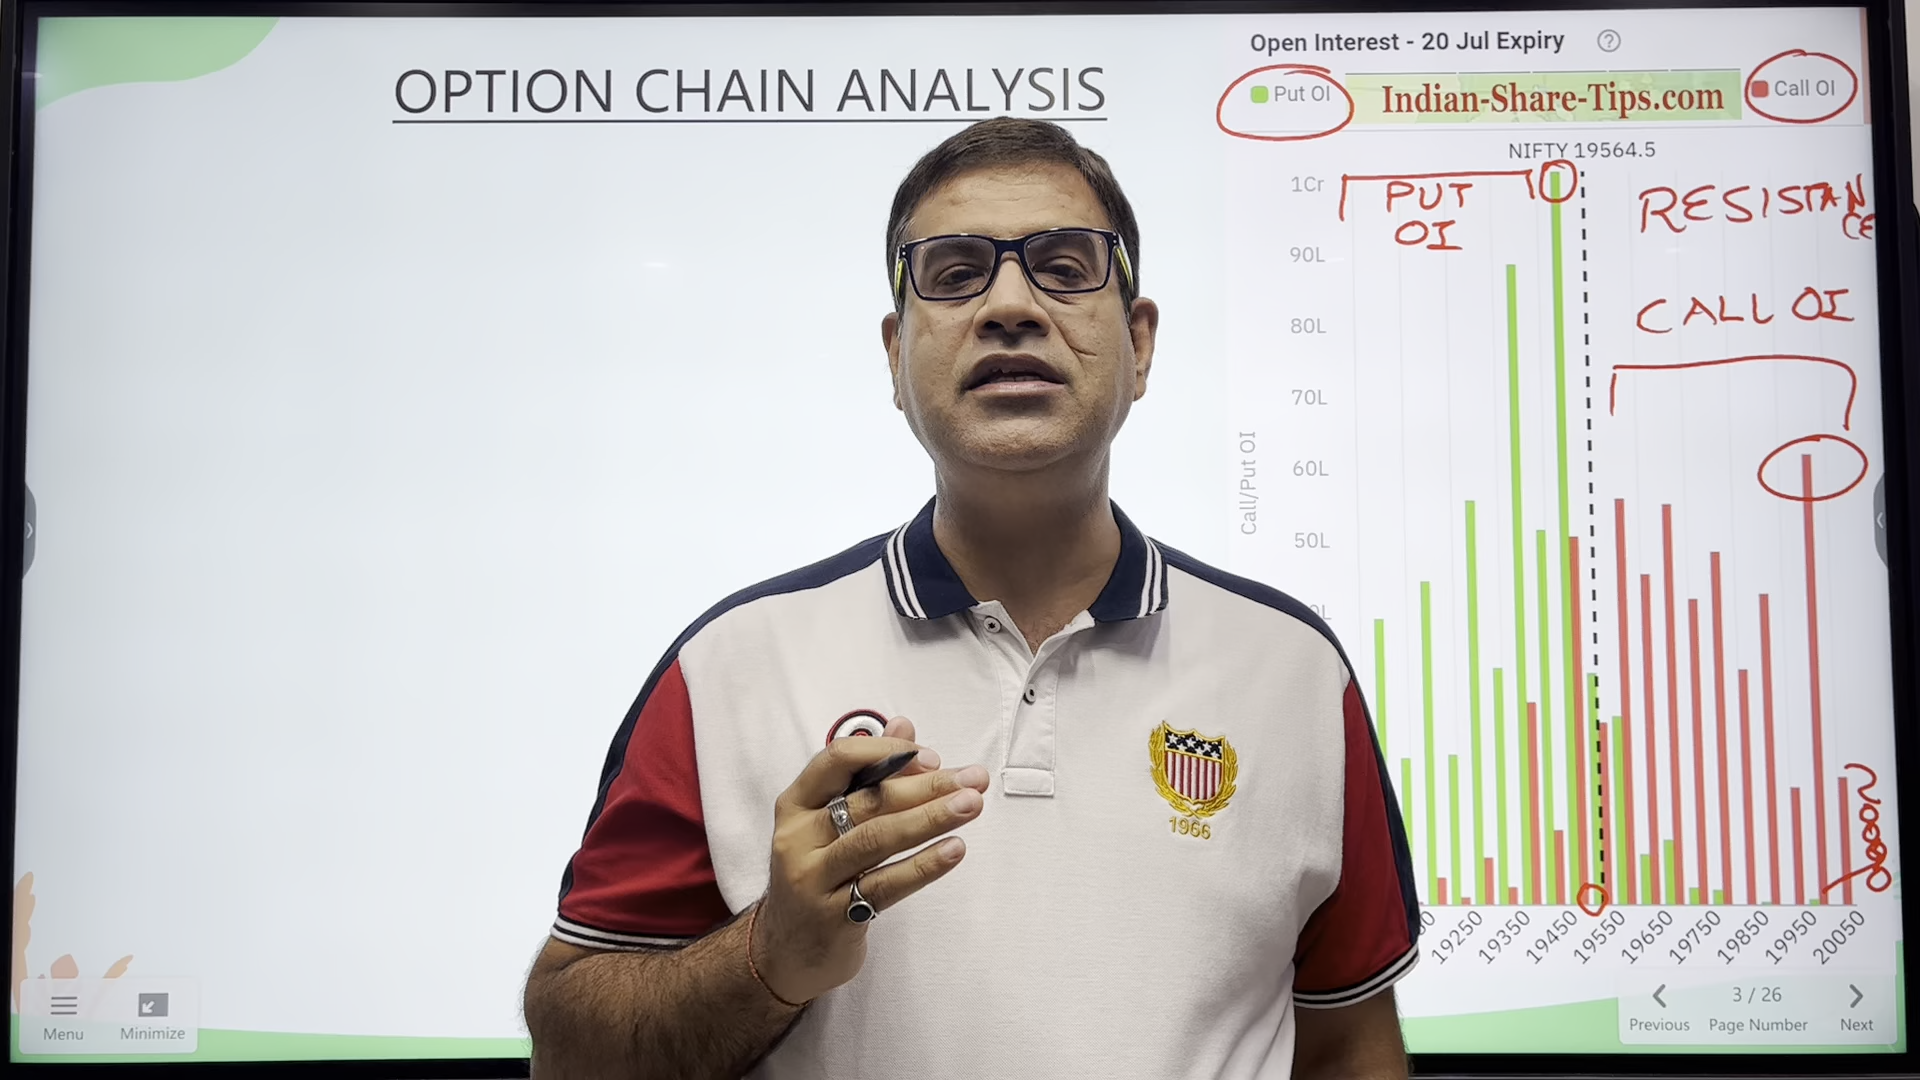 OPTION CHAIN ANALYSIS
Open Interest - 20 Jul Expiry ?
Put OI
Indian-Share-Tips.com
Call OI
NIFTY 19564.5
1Cr
90L
80L
70L
60L
50L
Call/Put OI
PUT
OI
RESISTAN
CE
CALL OI
19250
19350
19450
19550
19650
19750
19850
19950
20050
1966
Menu
Minimize
3 / 26
Previous
Page Number
Next